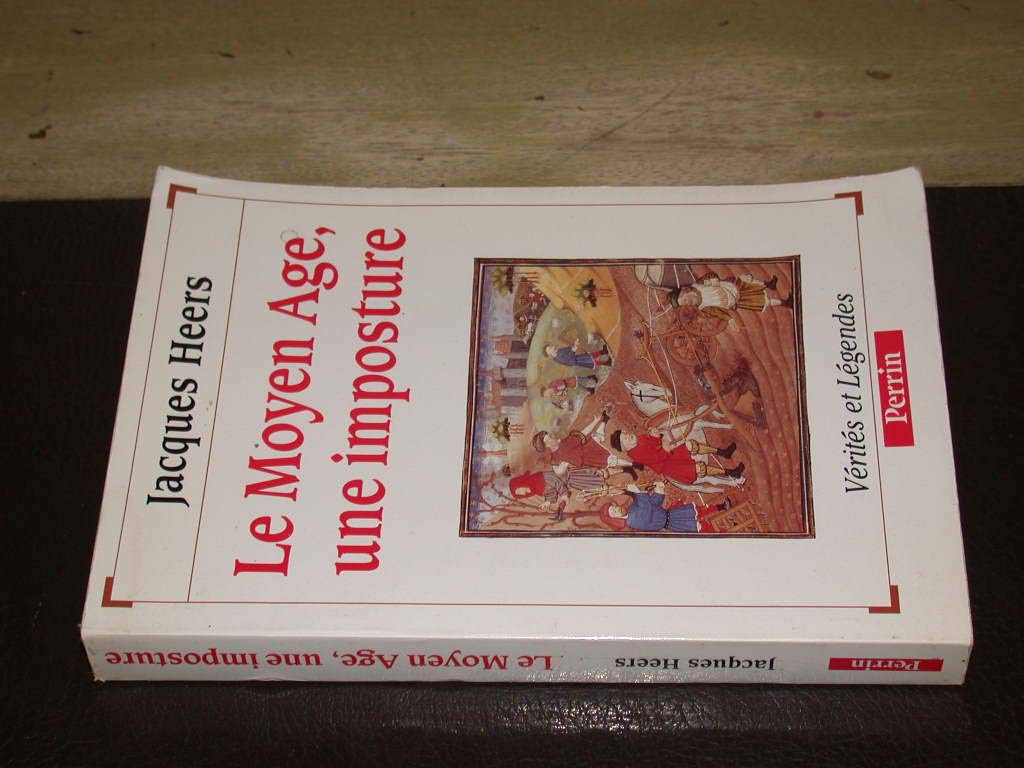 Jacques Heers
Le Moyen Age,
une imposture
Vérités et Légendes
Perrin
Le Moyen Age, une imposture
Jacques Heers
Perrin